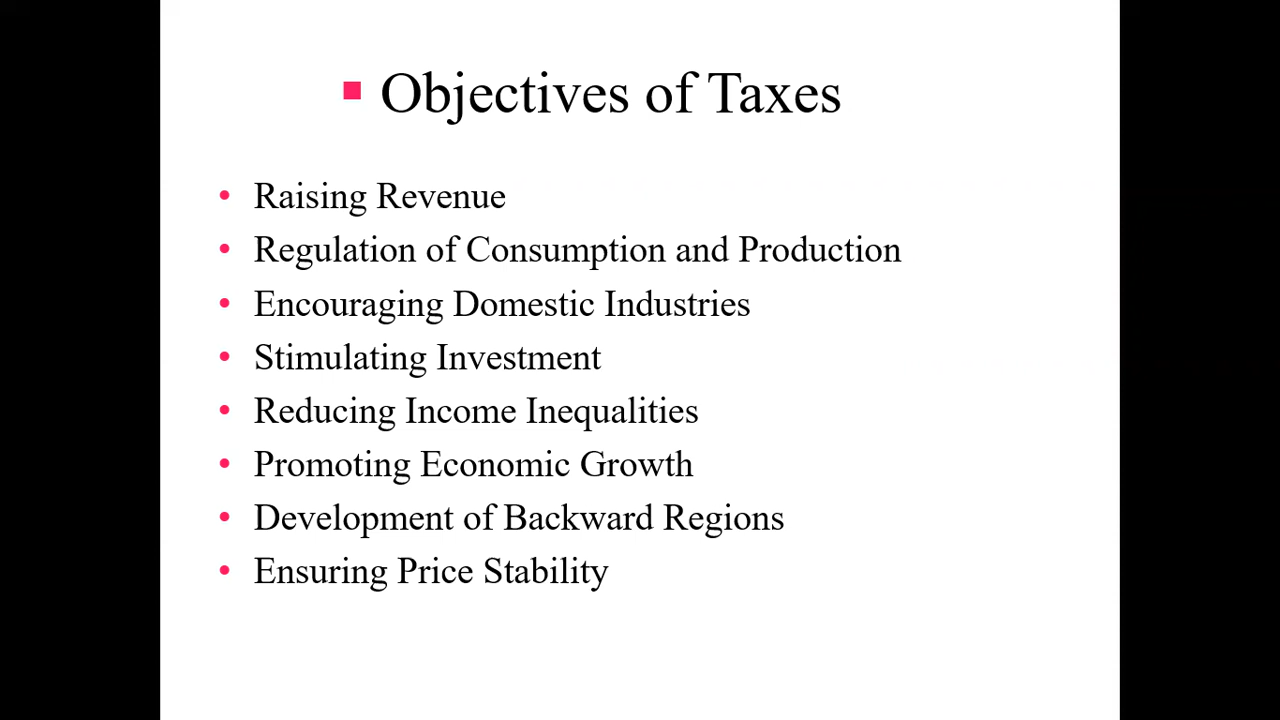 ▪ Objectives of Taxes
• Raising Revenue
• Regulation of Consumption and Production
• Encouraging Domestic Industries
• Stimulating Investment
• Reducing Income Inequalities
• Promoting Economic Growth
• Development of Backward Regions
• Ensuring Price Stability